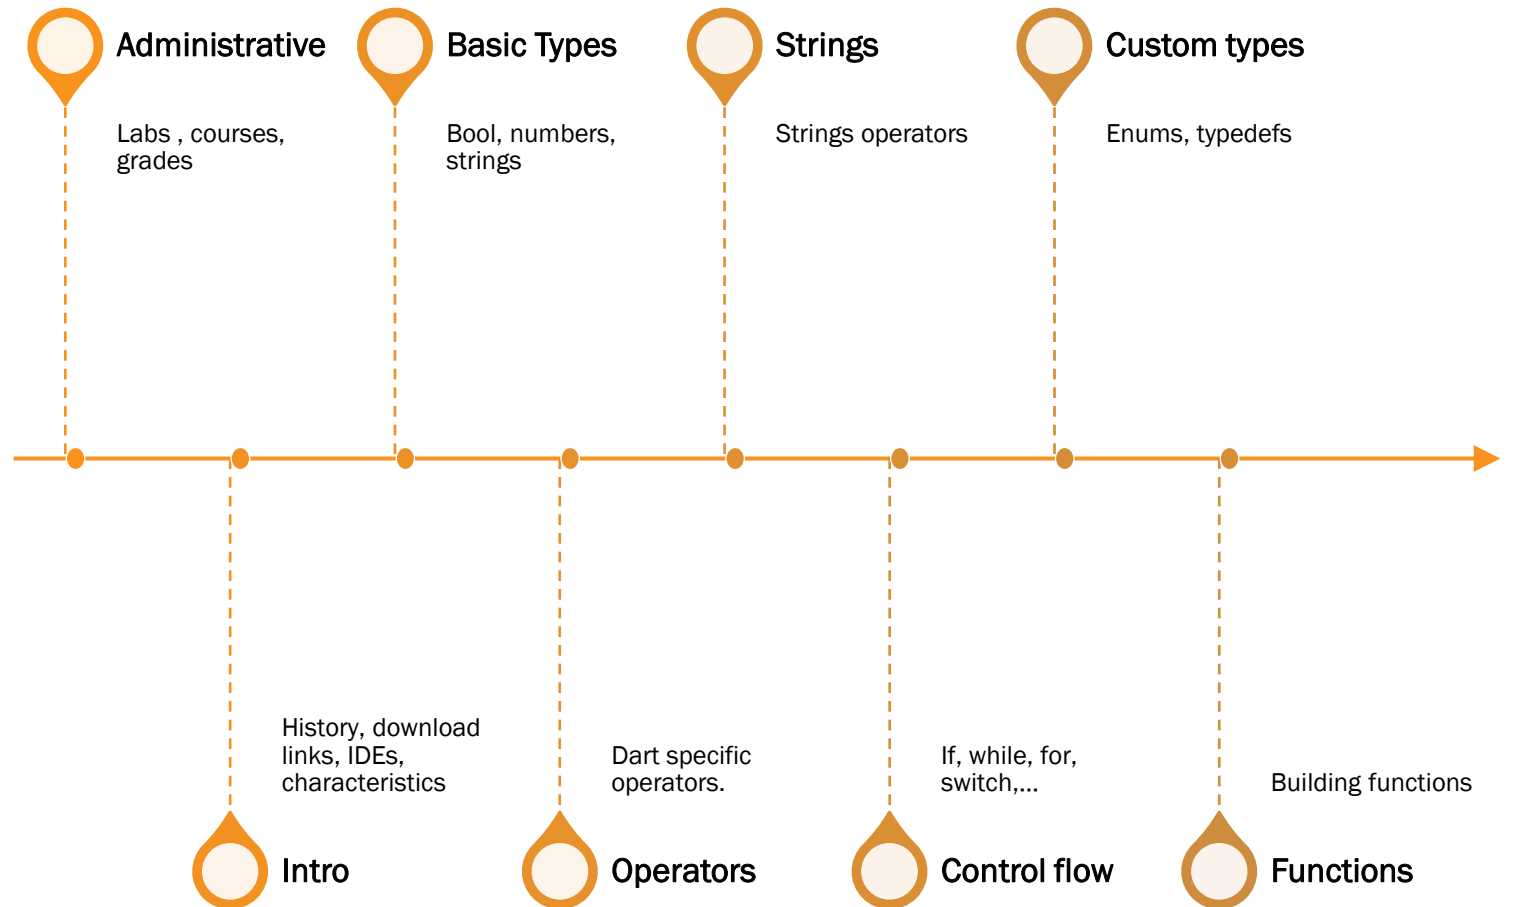 Administrative
Labs , courses,
grades
Basic Types
Bool, numbers,
strings
Strings
Strings operators
Custom types
Enums, typedefs
History, download
links, IDEs,
characteristics
Intro
Dart specific
operators.
Operators
If, while, for,
switch,...
Control flow
Building functions
Functions